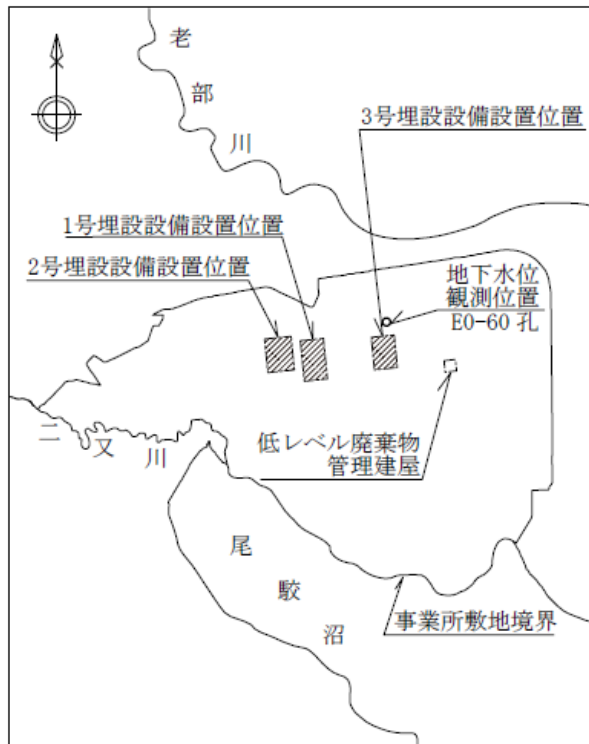 老部川
3号埋設設備設置位置
1号埋設設備設置位置
2号埋設設備設置位置
地下水位
観測位置
E0-60 孔
低レベル廃棄物
管理建屋
二又川
尾駮沼
事業所敷地境界